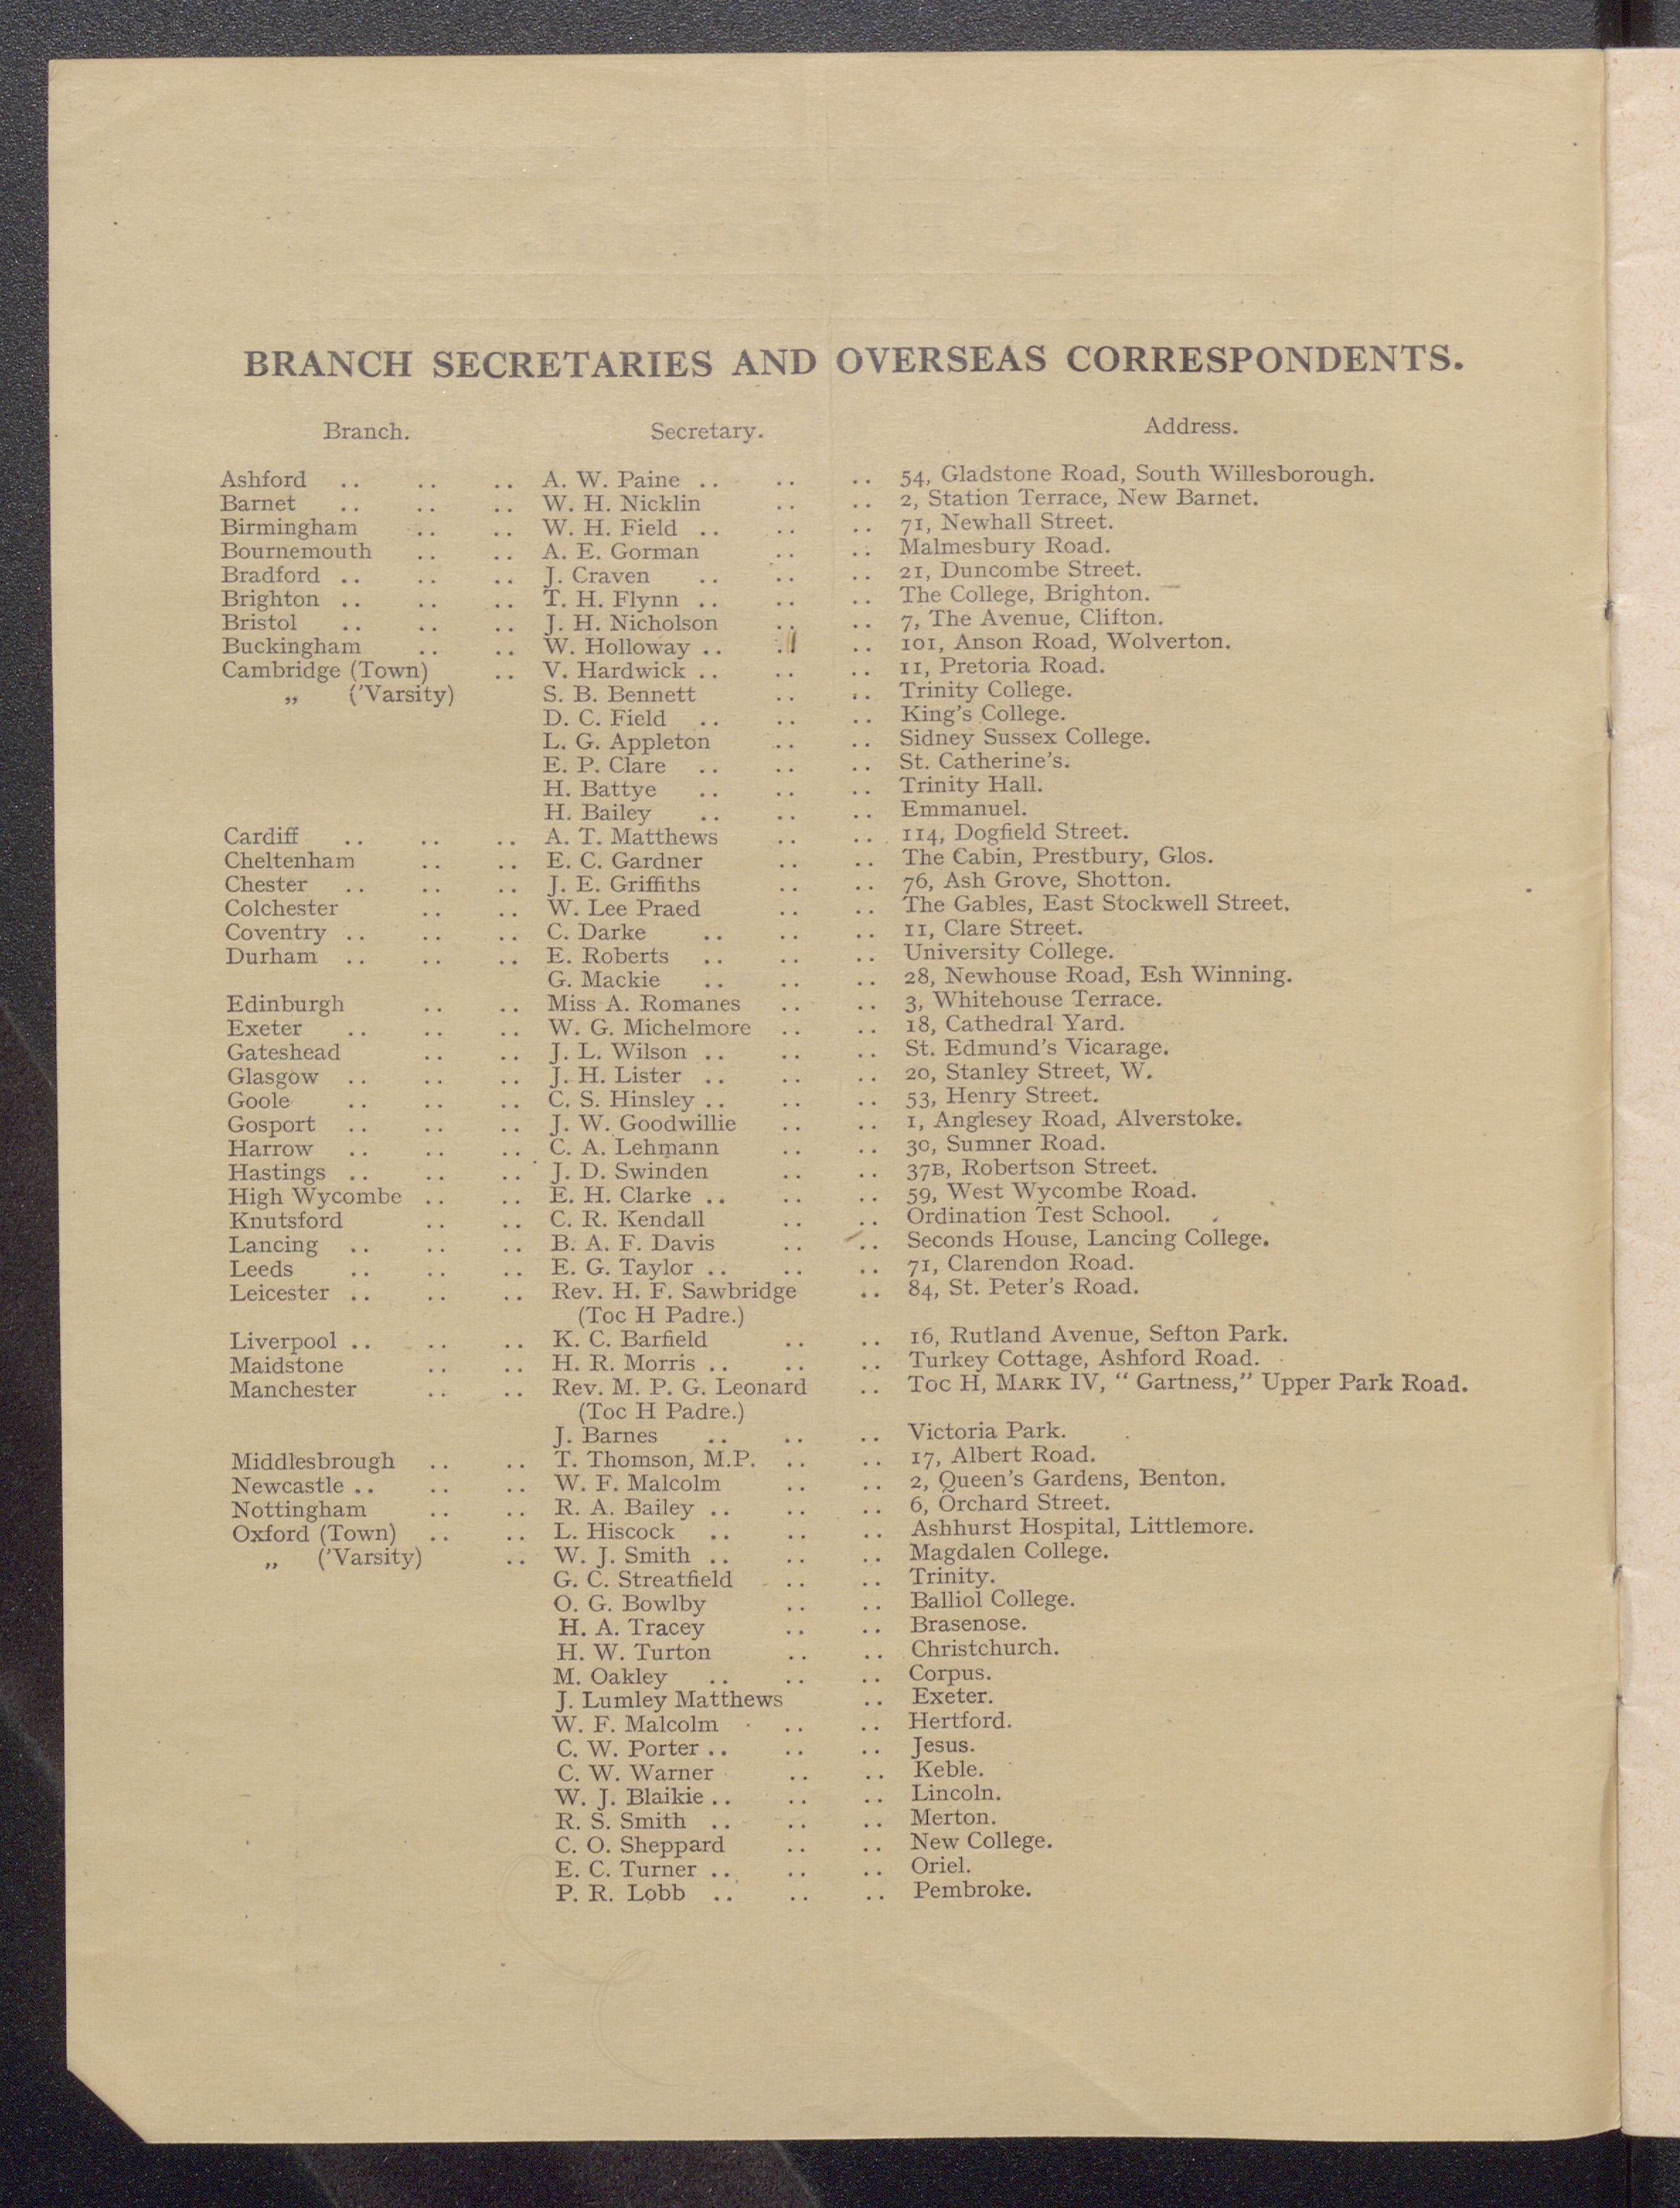 BRANCH SECRETARIES AND OVERSEAS CORRESPONDENTS.
Branch. Secretary. Address.
Ashford .. .. .. A. W. Paine .. .. .. 54, Gladstone Road, South Willesborough.
Barnet .. .. .. W. H. Nicklin .. .. 2, Station Terrace, New Barnet.
Birmingham .. .. W. H. Field .. .. .. 71, Newhall Street.
Bournemouth .. .. A. E. Gorman .. .. Malmesbury Road.
Bradford .. .. .. J. Craven .. .. .. 21, Duncombe Street.
Brighton .. .. .. T. H. Flynn .. .. .. The College, Brighton.
Bristol .. .. .. J. H. Nicholson .. .. 7, The Avenue, Clifton.
Buckingham .. .. W. Holloway .. .. .. 101, Anson Road, Wolverton.
Cambridge (Town) .. V. Hardwick .. .. .. 11, Pretoria Road.
„ ('Varsity) S. B. Bennett .. .. Trinity College.
D. C. Field .. .. .. King's College.
L. G. Appleton .. .. Sidney Sussex College.
E. P. Clare .. .. .. St. Catherine's.
H. Battye .. .. .. Trinity Hall.
H. Bailey .. .. .. Emmanuel.
Cardiff .. .. .. A. T. Matthews .. .. 114, Dogfield Street.
Cheltenham .. .. E. C. Gardner .. .. The Cabin, Prestbury, Glos.
Chester .. .. .. J. E. Griffiths .. .. 76, Ash Grove, Shotton.
Colchester .. .. W. Lee Praed .. .. The Gables, East Stockwell Street.
Coventry .. .. .. C. Darke .. .. .. 11, Clare Street.
Durham .. .. .. E. Roberts .. .. .. University College.
G. Mackie .. .. .. 28, Newhouse Road, Esh Winning.
Edinburgh .. .. Miss A. Romanes .. .. 3, Whitehouse Terrace.
Exeter .. .. .. W. G. Michelmore .. .. 18, Cathedral Yard.
Gateshead .. .. J. L. Wilson .. .. .. St. Edmund's Vicarage.
Glasgow .. .. .. J. H. Lister .. .. .. 20, Stanley Street, W.
Goole .. .. .. C. S. Hinsley .. .. .. 53, Henry Street.
Gosport .. .. .. J. W. Goodwillie .. .. 1, Anglesey Road, Alverstoke.
Harrow .. .. .. C. A. Lehmann .. .. 30, Sumner Road.
Hastings .. .. .. J. D. Swinden .. .. 37B, Robertson Street.
High Wycombe .. .. E. H. Clarke .. .. .. 59, West Wycombe Road.
Knutsford .. .. C. R. Kendall .. .. Ordination Test School.
Lancing .. .. .. B. A. F. Davis .. .. Seconds House, Lancing College.
Leeds .. .. .. E. G. Taylor .. .. .. 71, Clarendon Road.
Leicester .. .. .. Rev. H. F. Sawbridge .. 84, St. Peter's Road.
(Toc H Padre.)
Liverpool .. .. .. K. C. Barfield .. .. 16, Rutland Avenue, Sefton Park.
Maidstone .. .. H. R. Morris .. .. .. Turkey Cottage, Ashford Road.
Manchester .. .. Rev. M. P. G. Leonard .. Toc H, MARK IV, “ Gartness,” Upper Park Road.
(Toc H Padre.)
J. Barnes .. .. .. Victoria Park.
Middlesbrough .. .. T. Thomson, M.P. .. .. 17, Albert Road.
Newcastle .. .. .. W. F. Malcolm .. .. 2, Queen's Gardens, Benton.
Nottingham .. .. R. A. Bailey .. .. .. 6, Orchard Street.
Oxford (Town) .. .. L. Hiscock .. .. .. Ashhurst Hospital, Littlemore.
„ ('Varsity) .. W. J. Smith .. .. .. Magdalen College.
G. C. Streatfield .. .. Trinity.
O. G. Bowlby .. .. Balliol College.
H. A. Tracey .. .. Brasenose.
H. W. Turton .. .. Christchurch.
M. Oakley .. .. .. Corpus.
J. Lumley Matthews .. Exeter.
W. F. Malcolm .. .. Hertford.
C. W. Porter .. .. .. Jesus.
C. W. Warner .. .. Keble.
W. J. Blaikie .. .. .. Lincoln.
R. S. Smith .. .. .. Merton.
C. O. Sheppard .. .. New College.
E. C. Turner .. .. .. Oriel.
P. R. Lobb .. .. .. Pembroke.